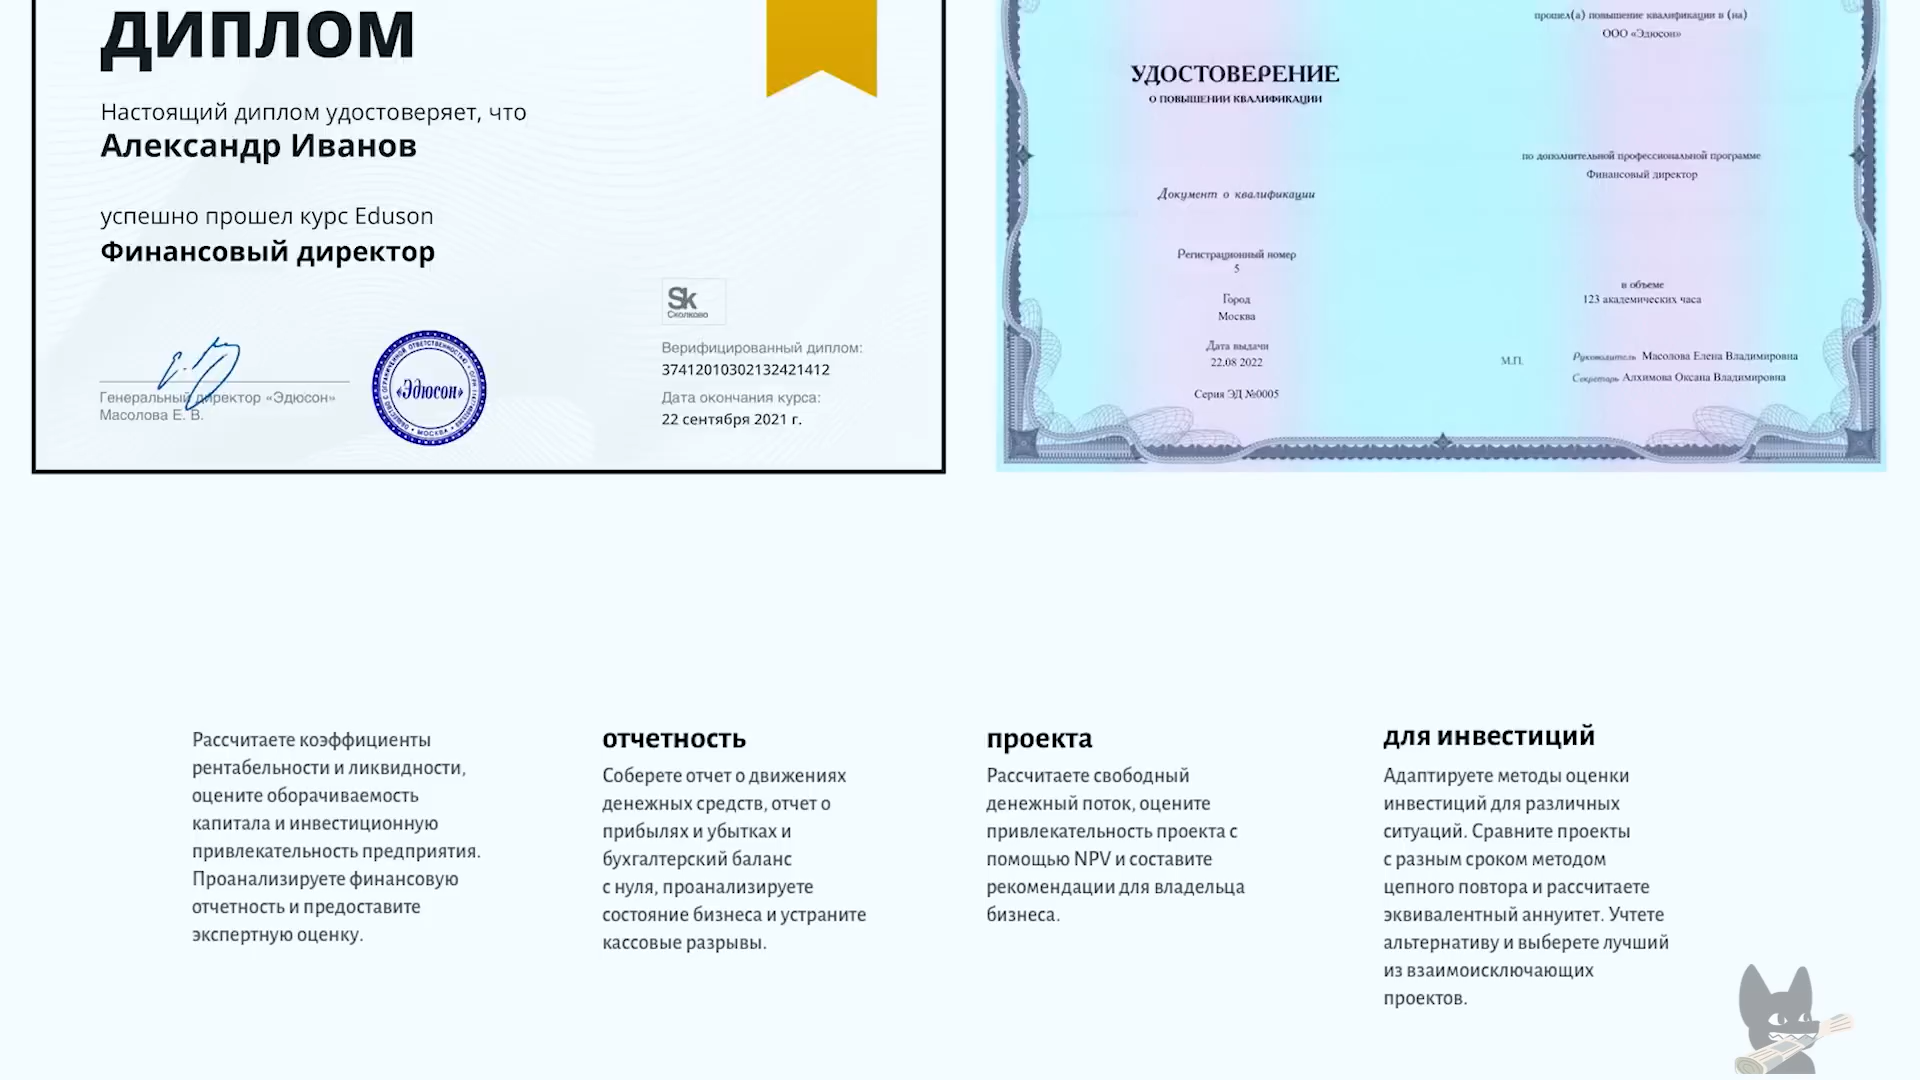 ДИПЛОМ
Настоящий диплом удостоверяет, что
Александр Иванов
успешно прошел курс Eduson
Финансовый директор
Генеральный директор «Эдюсон»
Масолова Е. В.
«Эдюсон»
МОСКВА
Sk
Сколково
Верифицированный диплом:
37412010302132421412
Дата окончания курса:
22 сентября 2021 г.
УДОСТОВЕРЕНИЕ
О ПОВЫШЕНИИ КВАЛИФИКАЦИИ
Документ о квалификации
Регистрационный номер
5
Город
Москва
Дата выдачи
22.08 2022
Серия ЭД №0005
прошел(а) повышение квалификации в (на)
ООО «Эдюсон»
по дополнительной профессиональной программе
Финансовый директор
в объеме
123 академических часа
М.П.
Руководитель Масолова Елена Владимировна
Секретарь Алхимова Оксана Владимировна
Рассчитаете коэффициенты
рентабельности и ликвидности,
оцените оборачиваемость
капитала и инвестиционную
привлекательность предприятия.
Проанализируете финансовую
отчетность и предоставите
экспертную оценку.
отчетность
Соберете отчет о движениях
денежных средств, отчет о
прибылях и убытках и
бухгалтерский баланс
с нуля, проанализируете
состояние бизнеса и устраните
кассовые разрывы.
проекта
Рассчитаете свободный
денежный поток, оцените
привлекательность проекта с
помощью NPV и составите
рекомендации для владельца
бизнеса.
для инвестиций
Адаптируете методы оценки
инвестиций для различных
ситуаций. Сравните проекты
с разным сроком методом
цепного повтора и рассчитаете
эквивалентный аннуитет. Учтете
альтернативу и выберете лучший
из взаимоисключающих
проектов.